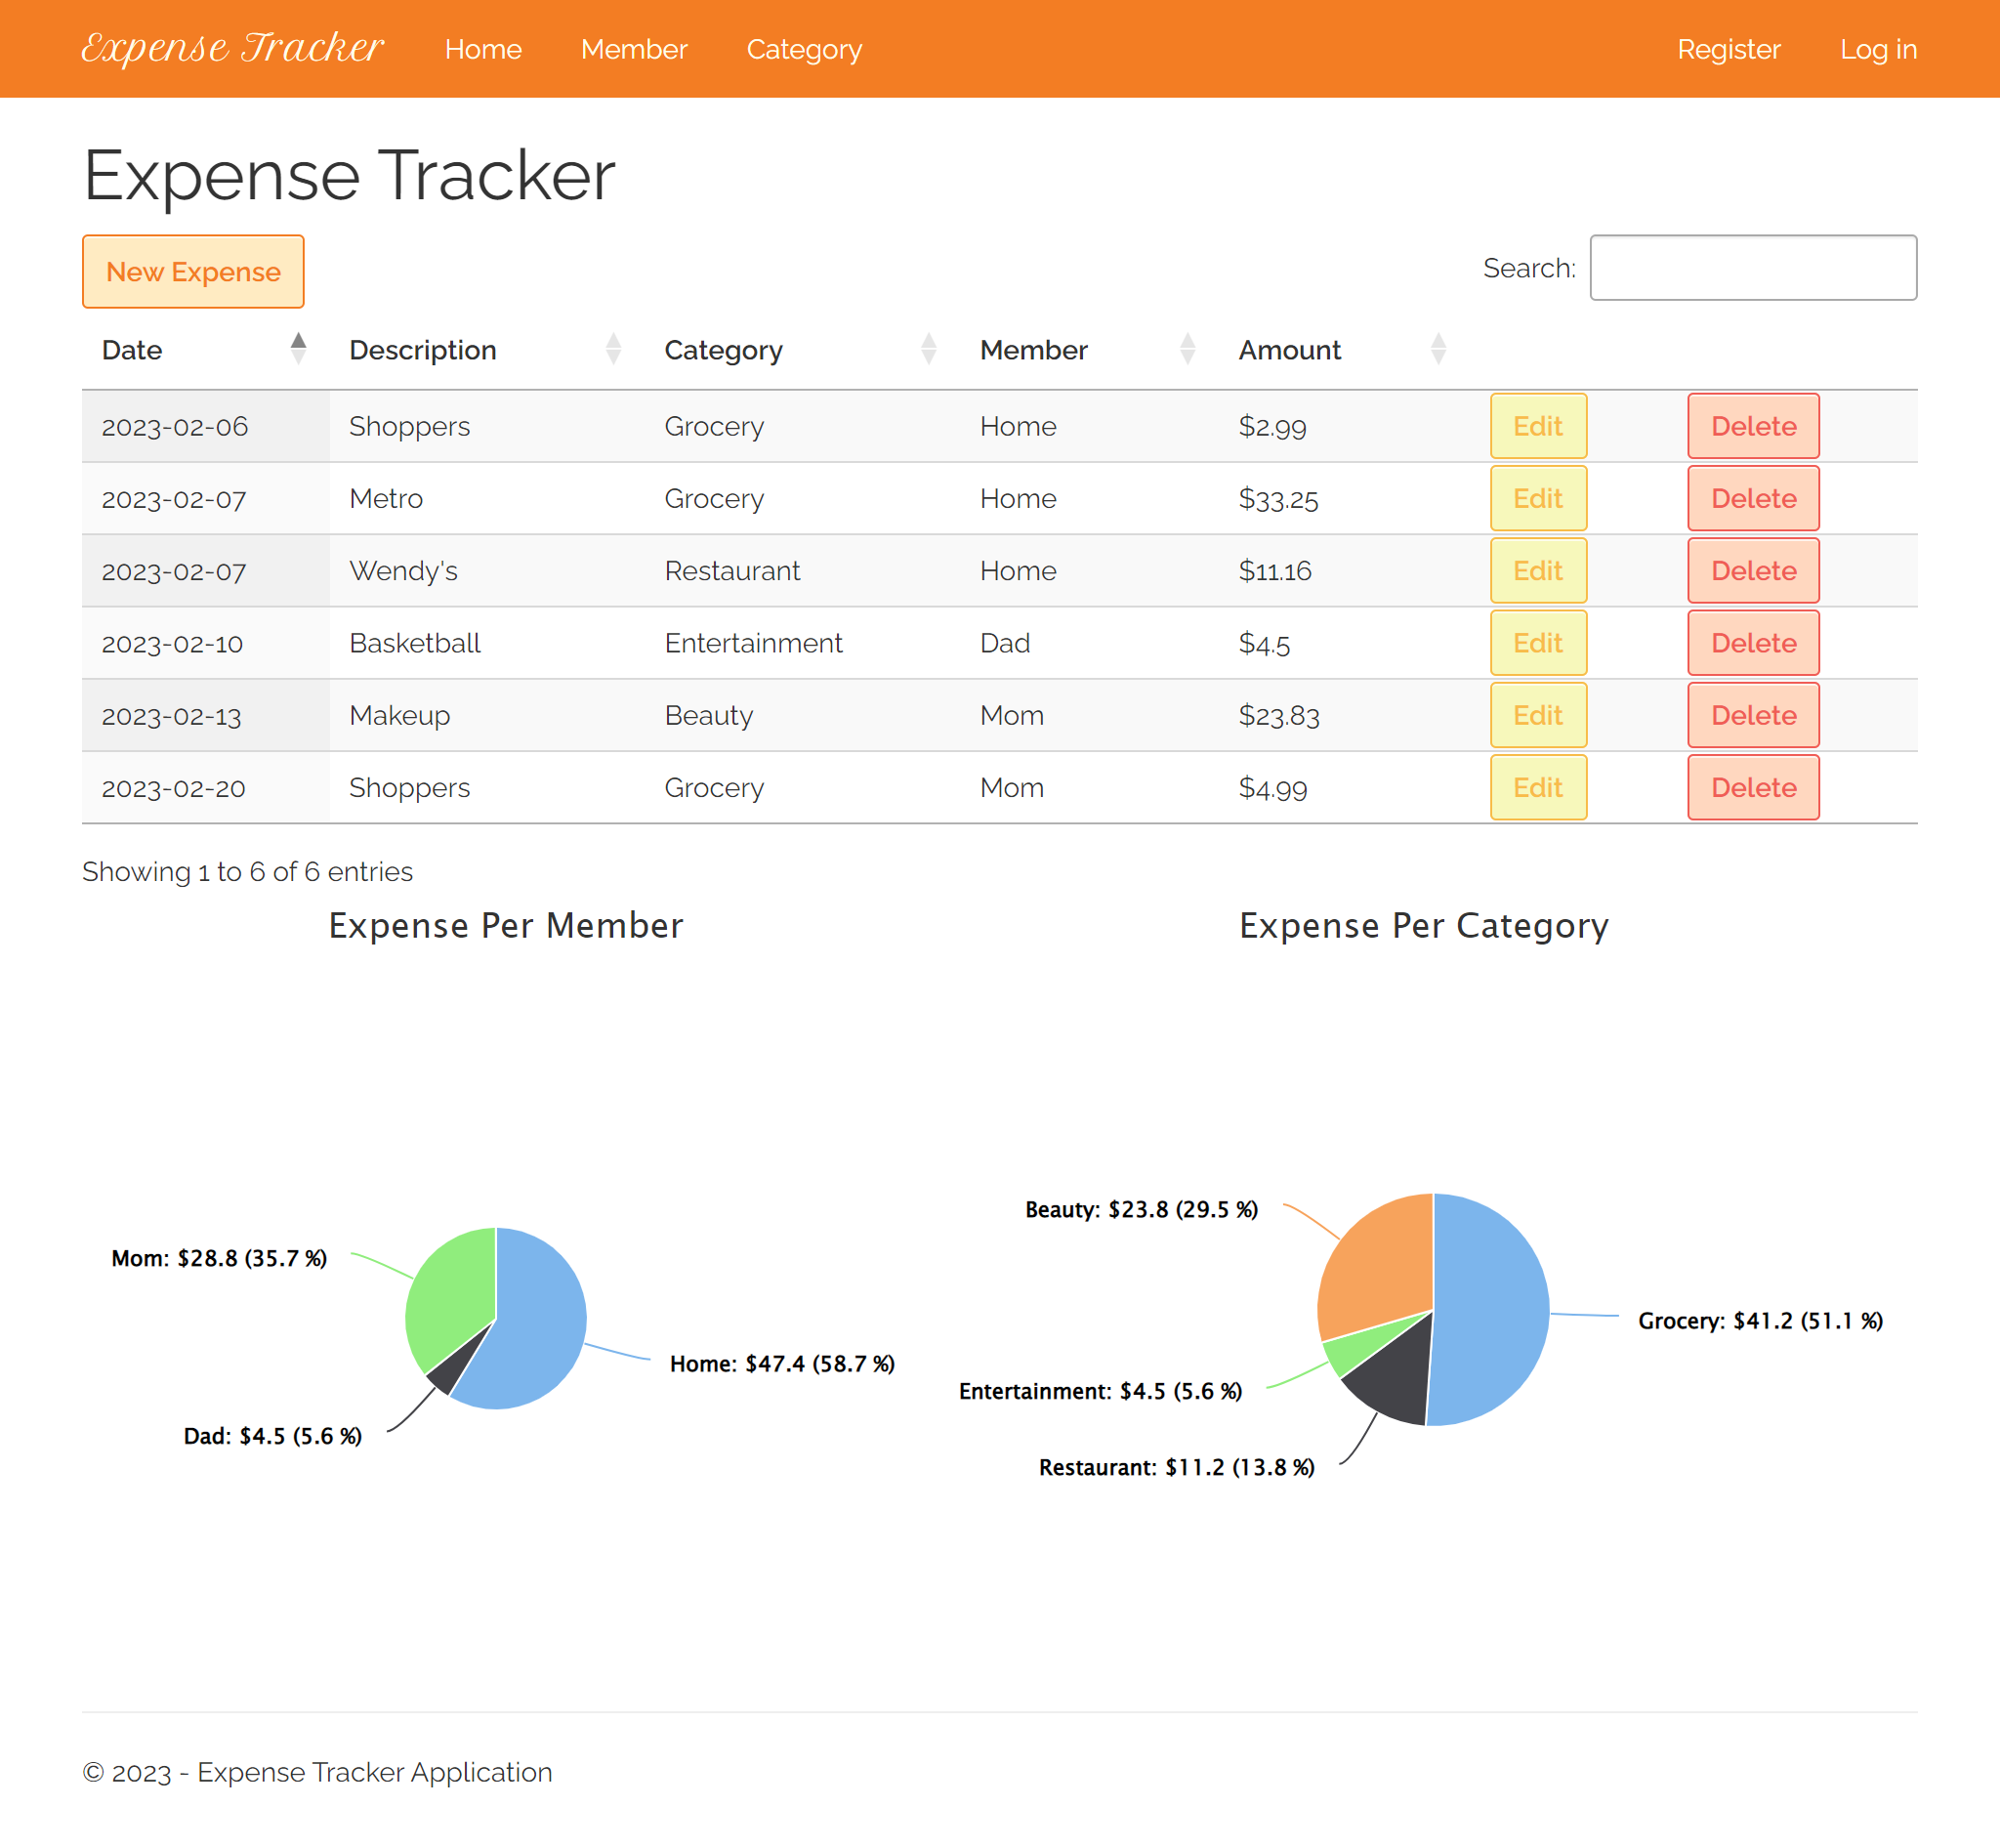 Expense Tracker Home Member Category Register Log in
Expense Tracker
New Expense Search:
Date Description Category Member Amount
2023-02-06 Shoppers Grocery Home $2.99 Edit Delete
2023-02-07 Metro Grocery Home $33.25 Edit Delete
2023-02-07 Wendy's Restaurant Home $11.16 Edit Delete
2023-02-10 Basketball Entertainment Dad $4.5 Edit Delete
2023-02-13 Makeup Beauty Mom $23.83 Edit Delete
2023-02-20 Shoppers Grocery Mom $4.99 Edit Delete
Showing 1 to 6 of 6 entries
Expense Per Member
Mom: $28.8 (35.7 %)
Home: $47.4 (58.7 %)
Dad: $4.5 (5.6 %)
Expense Per Category
Beauty: $23.8 (29.5 %)
Grocery: $41.2 (51.1 %)
Entertainment: $4.5 (5.6 %)
Restaurant: $11.2 (13.8 %)
© 2023 - Expense Tracker Application